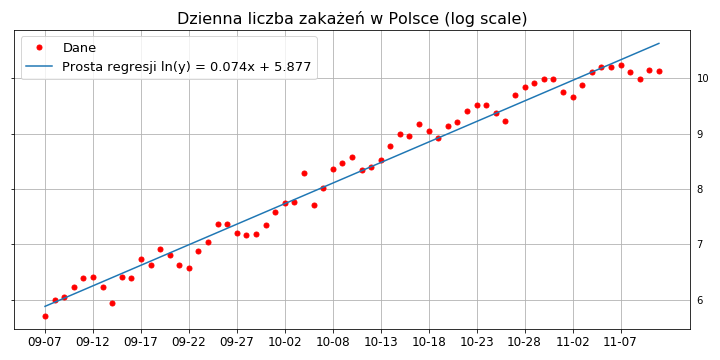 Dzienna liczba zakażeń w Polsce (log scale)
Dane
Prosta regresji ln(y) = 0.074x + 5.877
10
9
8
7
6
09-07 09-12 09-17 09-22 09-27 10-02 10-08 10-13 10-18 10-23 10-28 11-02 11-07